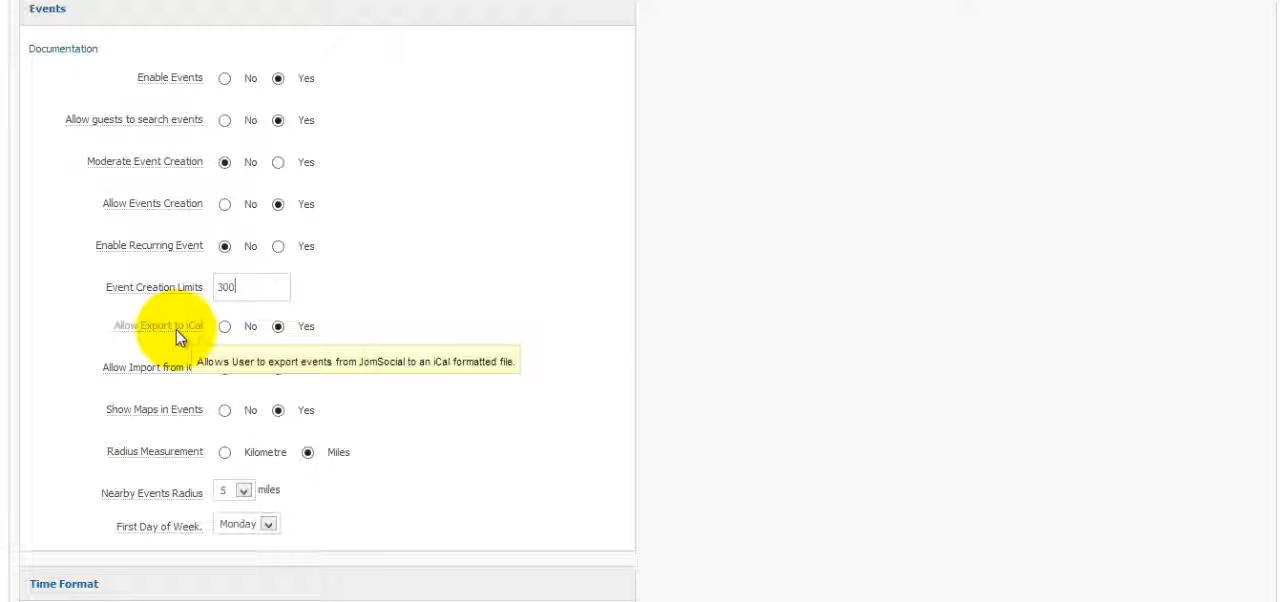 Events
Documentation
Enable Events No Yes
Allow guests to search events No Yes
Moderate Event Creation No Yes
Allow Events Creation No Yes
Enable Recurring Event No Yes
Event Creation Limits 300
Allow Export to iCal No Yes
Allows User to export events from JomSocial to an iCal formatted file.
Allow Import from
Show Maps in Events No Yes
Radius Measurement Kilometre Miles
Nearby Events Radius 5 miles
First Day of Week. Monday
Time Format